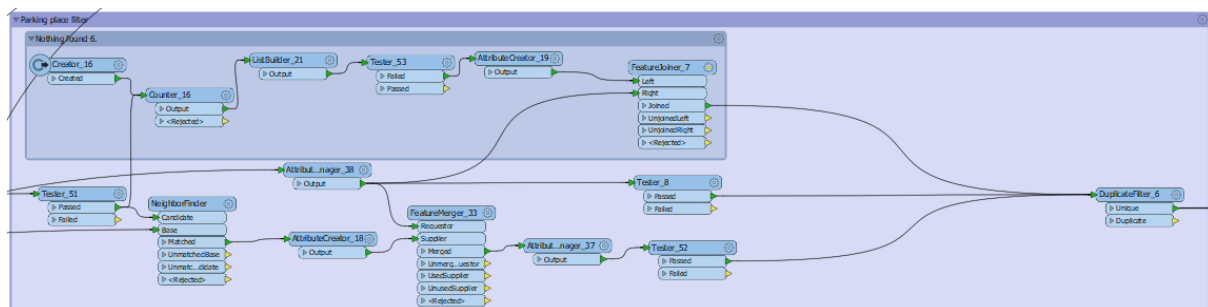 Parking place filter
Nothing found 6.
Creator_16
Created
Counter_16
Output
<Rejected>
ListBuilder_21
Output
Tester_53
Failed
Passed
AttributeCreator_19
Output
FeatureJoiner_7
Left
Right
Joined
UnjoinedLeft
UnjoinedRight
<Rejected>
Attribut...nager_38
Output
Tester_51
Passed
Failed
NeighborFinder
Candidate
Base
Matched
UnmatchedBase
Unmatc...didate
<Rejected>
AttributeCreator_18
Output
FeatureMerger_33
Requestor
Supplier
Merged
Unmerg...uestor
UsedSupplier
UnusedSupplier
<Rejected>
Attribut...nager_37
Output
Tester_8
Passed
Failed
Tester_52
Passed
Failed
DuplicateFilter_6
Unique
Duplicate